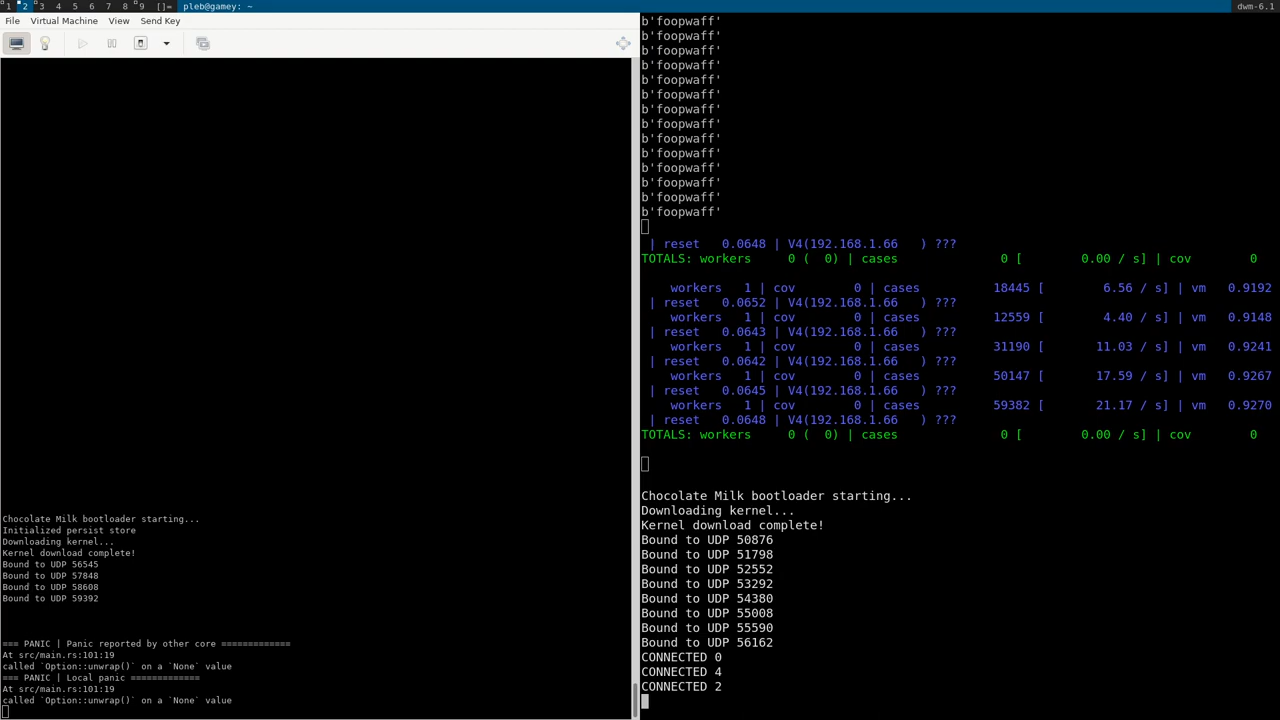 1 2 3 4 5 6 7 8 9 []= pleb@gamey: ~ dwm-6.1
File Virtual Machine View Send Key
Chocolate Milk bootloader starting...
Initialized persist store
Downloading kernel...
Kernel download complete!
Bound to UDP 56545
Bound to UDP 57848
Bound to UDP 58608
Bound to UDP 59392
=== PANIC | Panic reported by other core =============
At src/main.rs:101:19
called `Option::unwrap()` on a `None` value
=== PANIC | Local panic =============
At src/main.rs:101:19
called `Option::unwrap()` on a `None` value
b'foopwaff'
b'foopwaff'
b'foopwaff'
b'foopwaff'
b'foopwaff'
b'foopwaff'
b'foopwaff'
b'foopwaff'
b'foopwaff'
b'foopwaff'
b'foopwaff'
b'foopwaff'
b'foopwaff'
b'foopwaff'
| reset 0.0648 | V4(192.168.1.66 ) ???
TOTALS: workers 0 ( 0) | cases 0 [ 0.00 / s] | cov 0
workers 1 | cov 0 | cases 18445 [ 6.56 / s] | vm 0.9192
| reset 0.0652 | V4(192.168.1.66 ) ???
workers 1 | cov 0 | cases 12559 [ 4.40 / s] | vm 0.9148
| reset 0.0643 | V4(192.168.1.66 ) ???
workers 1 | cov 0 | cases 31190 [ 11.03 / s] | vm 0.9241
| reset 0.0642 | V4(192.168.1.66 ) ???
workers 1 | cov 0 | cases 50147 [ 17.59 / s] | vm 0.9267
| reset 0.0645 | V4(192.168.1.66 ) ???
workers 1 | cov 0 | cases 59382 [ 21.17 / s] | vm 0.9270
| reset 0.0648 | V4(192.168.1.66 ) ???
TOTALS: workers 0 ( 0) | cases 0 [ 0.00 / s] | cov 0
Chocolate Milk bootloader starting...
Downloading kernel...
Kernel download complete!
Bound to UDP 50876
Bound to UDP 51798
Bound to UDP 52552
Bound to UDP 53292
Bound to UDP 54380
Bound to UDP 55008
Bound to UDP 55590
Bound to UDP 56162
CONNECTED 0
CONNECTED 4
CONNECTED 2